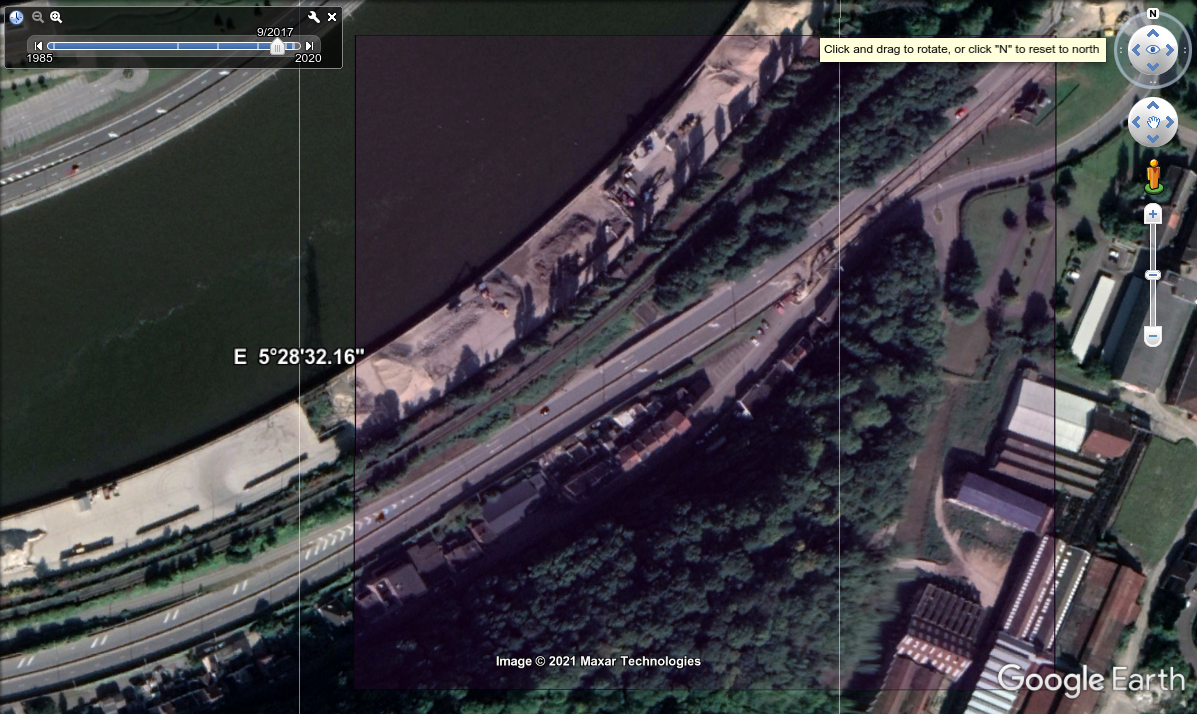 9/2017
1985
2020
Click and drag to rotate, or click "N" to reset to north
N
E 5°28'32.16"
Image © 2021 Maxar Technologies
Google Earth